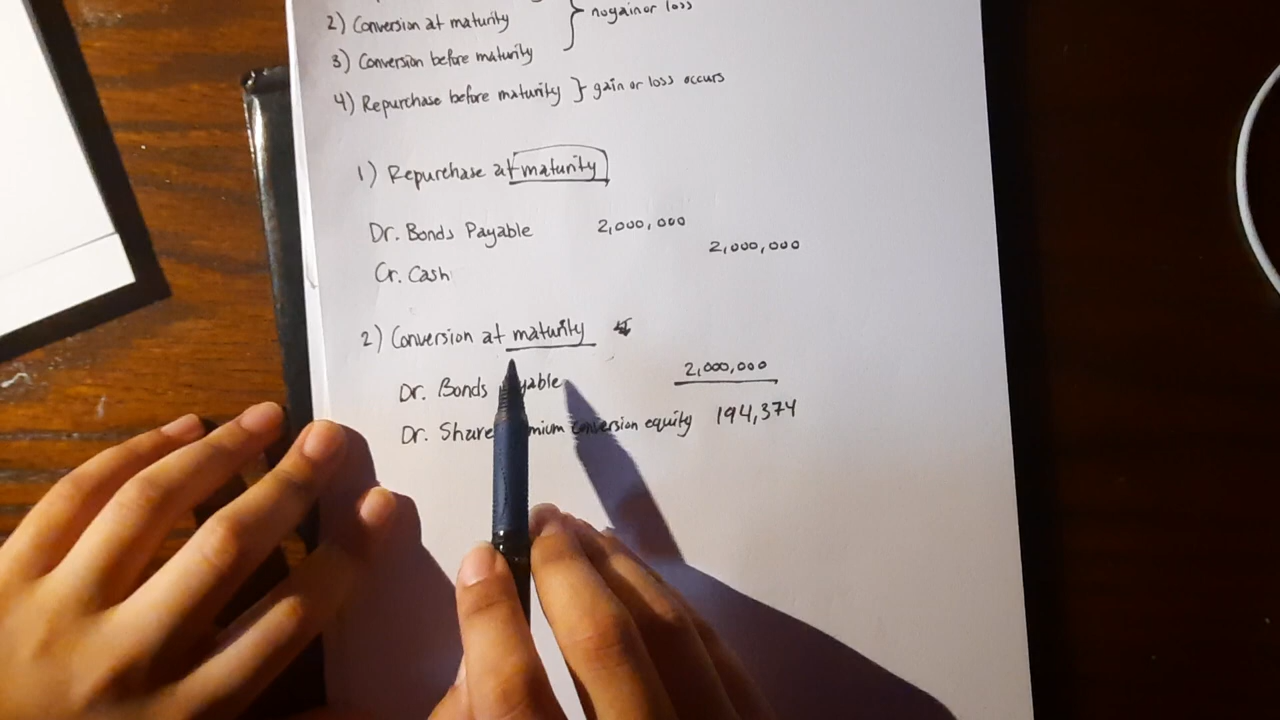 2) Conversion at maturity } no gain or loss
3) Conversion before maturity
4) Repurchase before maturity } gain or loss occurs
1) Repurchase at maturity
Dr. Bonds Payable 2,000,000
2,000,000
Cr. Cash
2) Conversion at maturity
2,000,000
Dr. Bonds
Dr. Share conversion equity 194,374